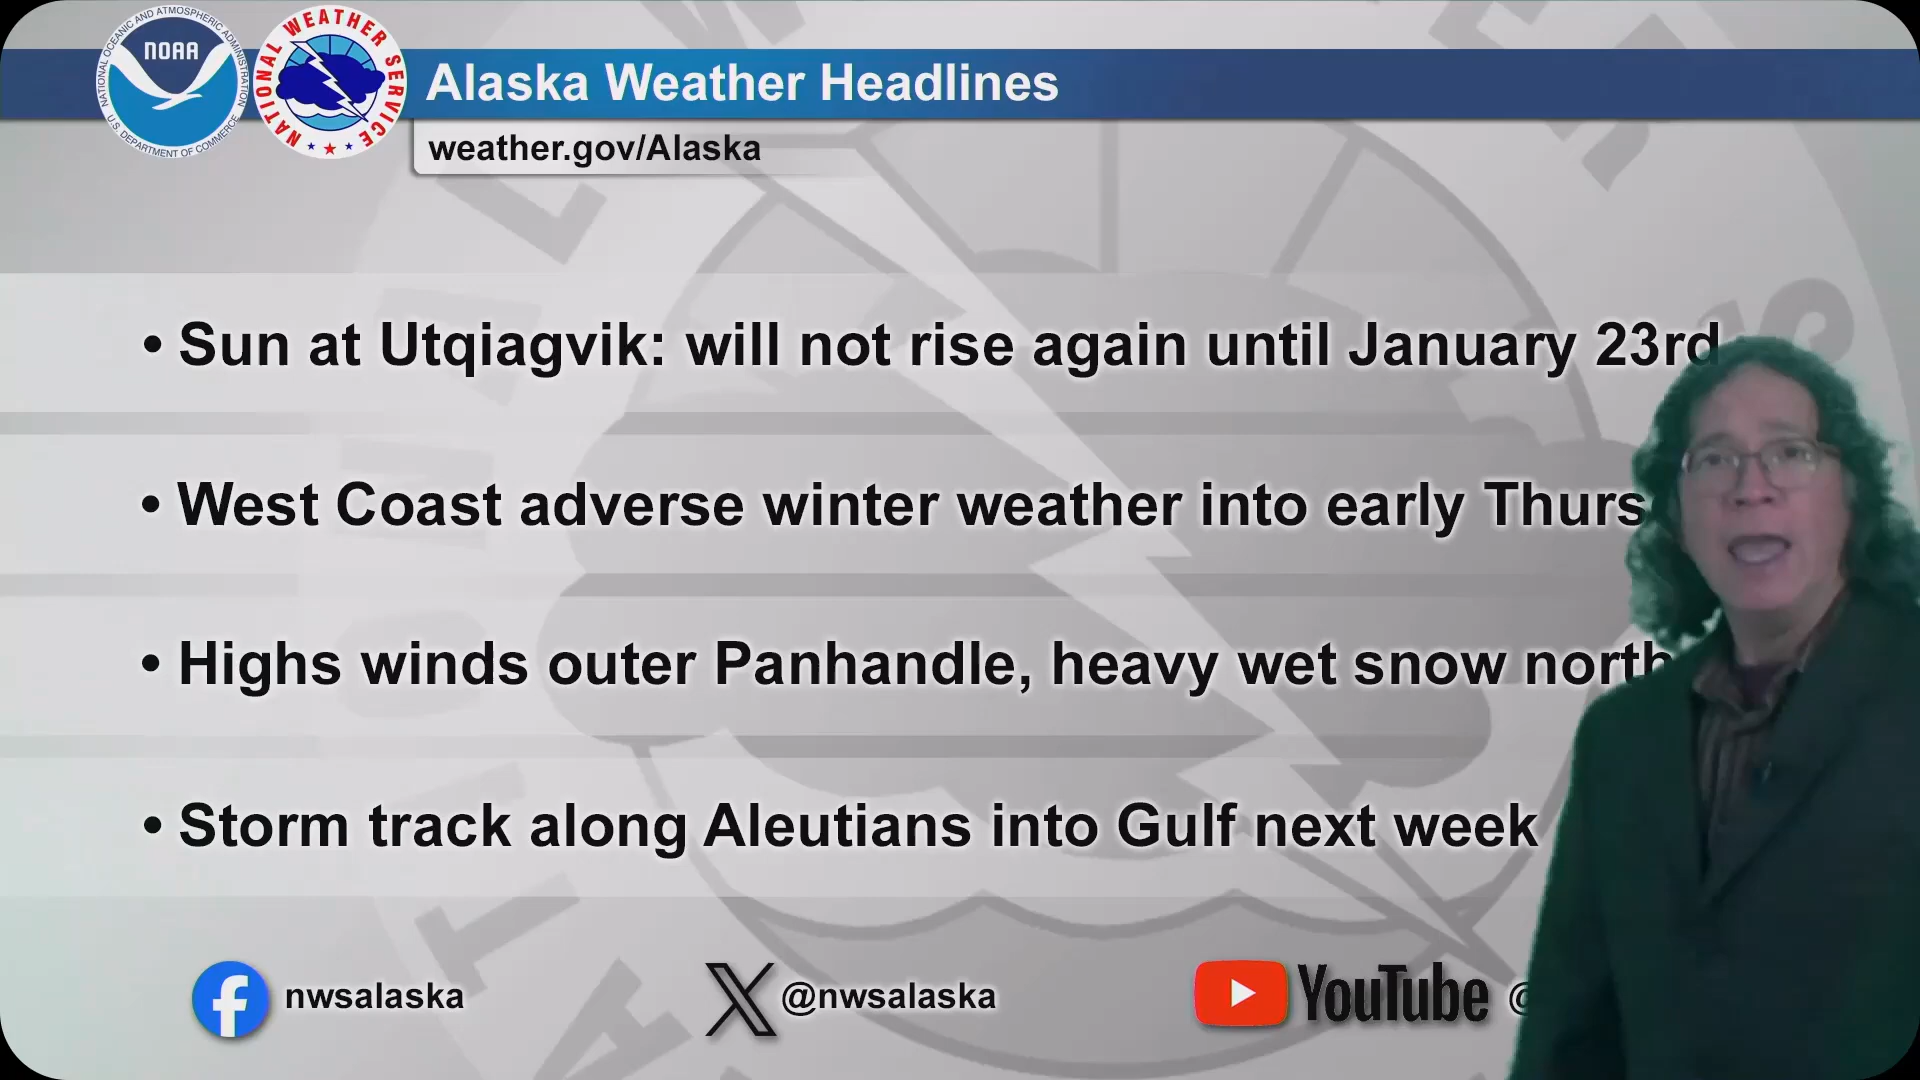 NATIONAL OCEANIC AND ATMOSPHERIC ADMINISTRATION
NOAA
U.S. DEPARTMENT OF COMMERCE
NATIONAL WEATHER SERVICE
Alaska Weather Headlines
weather.gov/Alaska
• Sun at Utqiagvik: will not rise again until January 23rd
• West Coast adverse winter weather into early Thurs
• Highs winds outer Panhandle, heavy wet snow north
• Storm track along Aleutians into Gulf next week
nwsalaska
@nwsalaska
YouTube @